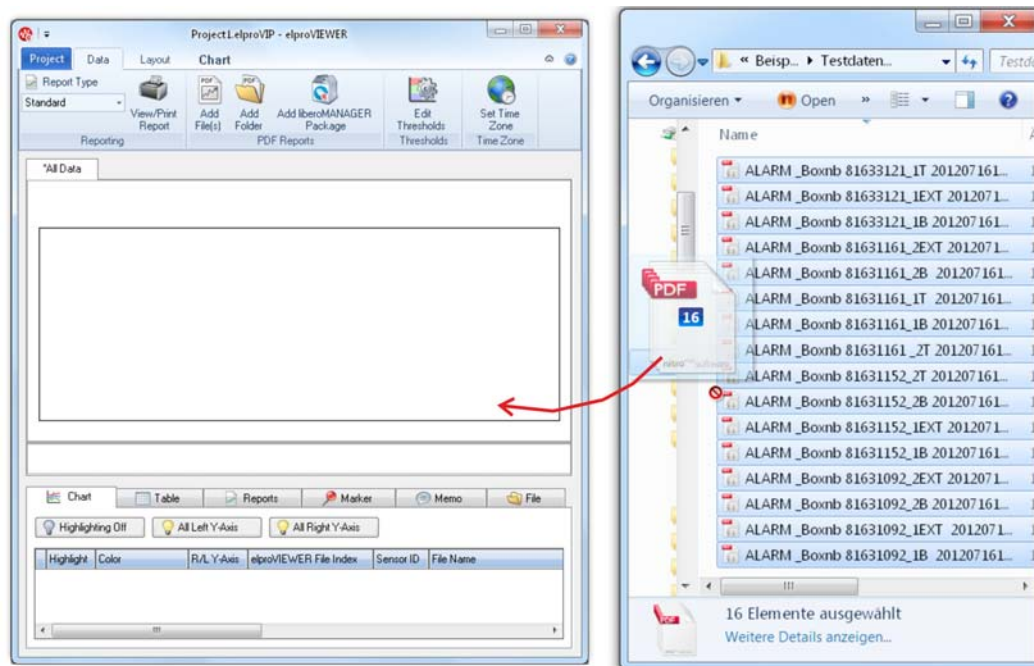 Project1.elproVIP - elproVIEWER
Project Data Layout Chart
Report Type
Standard
View/Print Report
Add File(s)
Add Folder
Add liberoMANAGER Package
Edit Thresholds
Set Time Zone
Reporting PDF Reports Thresholds Time Zone
*All Data
Chart Table Reports Marker Memo File
Highlighting Off All Left Y-Axis All Right Y-Axis
Highlight Color R/L Y-Axis elproVIEWER File Index Sensor ID File Name
« Beisp... Testdaten...
Organisieren Open »
Name
ALARM _Boxnb 81633121_1T 201207161...
ALARM _Boxnb 81633121_1EXT 2012071...
ALARM _Boxnb 81633121_1B 201207161...
ALARM _Boxnb 81631161_2EXT 2012071...
ALARM _Boxnb 81631161_2B 201207161...
ALARM _Boxnb 81631161_1T 201207161...
ALARM _Boxnb 81631161_1B 201207161...
ALARM _Boxnb 81631161 _2T 201207161...
ALARM _Boxnb 81631152_2T 201207161...
ALARM _Boxnb 81631152_2B 201207161...
ALARM _Boxnb 81631152_1EXT 2012071...
ALARM _Boxnb 81631152_1B 201207161...
ALARM _Boxnb 81631092_2EXT 2012071...
ALARM _Boxnb 81631092_2B 201207161...
ALARM _Boxnb 81631092_1EXT 2012071...
ALARM _Boxnb 81631092_1B 201207161...
PDF
16
16 Elemente ausgewählt
Weitere Details anzeigen...